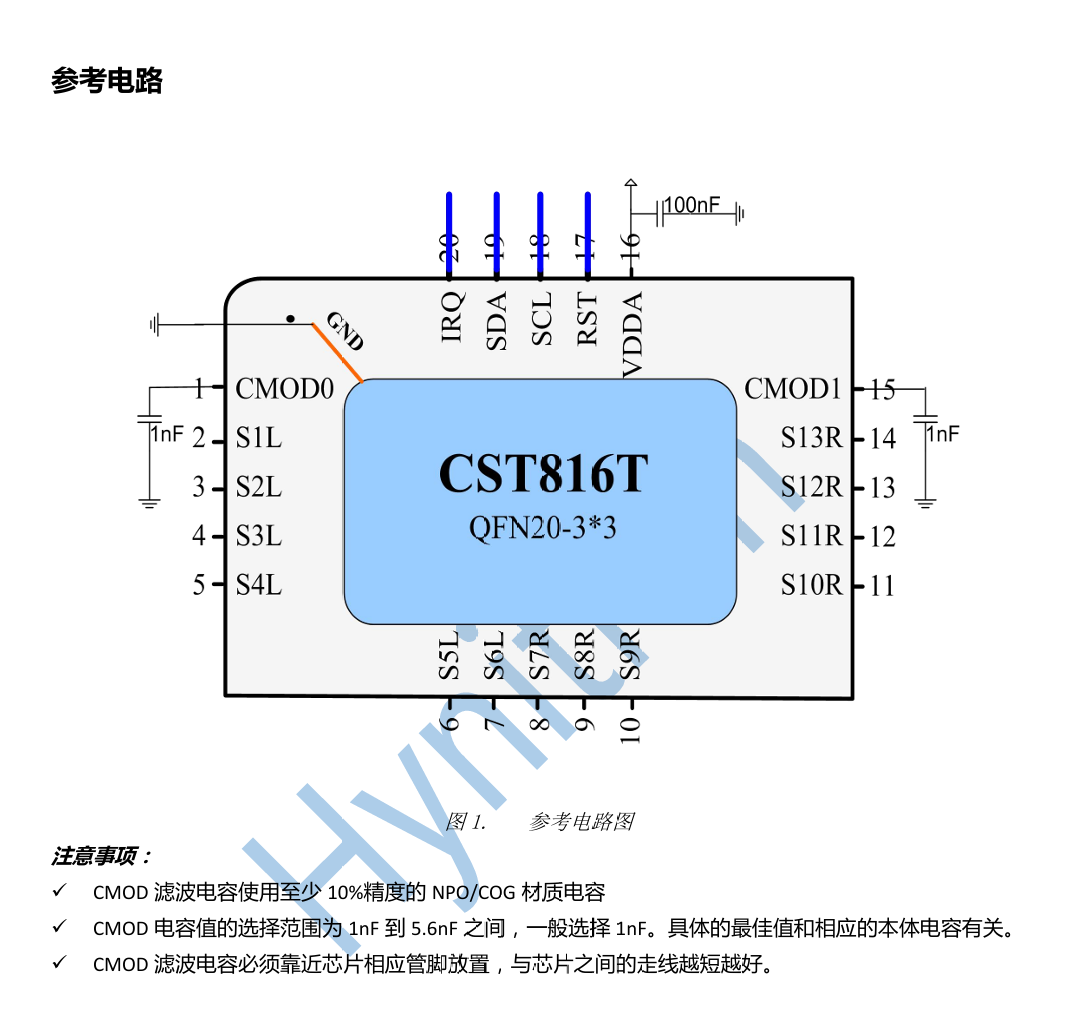 参考电路
100nF
20 19 18 17 16
IRQ SDA SCL RST VDDA
GND
1 CMOD0 CMOD1 15
1nF 2 S1L S13R 14 1nF
3 S2L CST816T S12R 13
4 S3L QFN20-3*3 S11R 12
5 S4L S10R 11
S5L S6L S7R S8R S9R
6 7 8 9 10
图 1. 参考电路图
注意事项：
✓ CMOD 滤波电容使用至少 10%精度的 NPO/COG 材质电容
✓ CMOD 电容值的选择范围为 1nF 到 5.6nF 之间，一般选择 1nF。具体的最佳值和相应的本体电容有关。
✓ CMOD 滤波电容必须靠近芯片相应管脚放置，与芯片之间的走线越短越好。